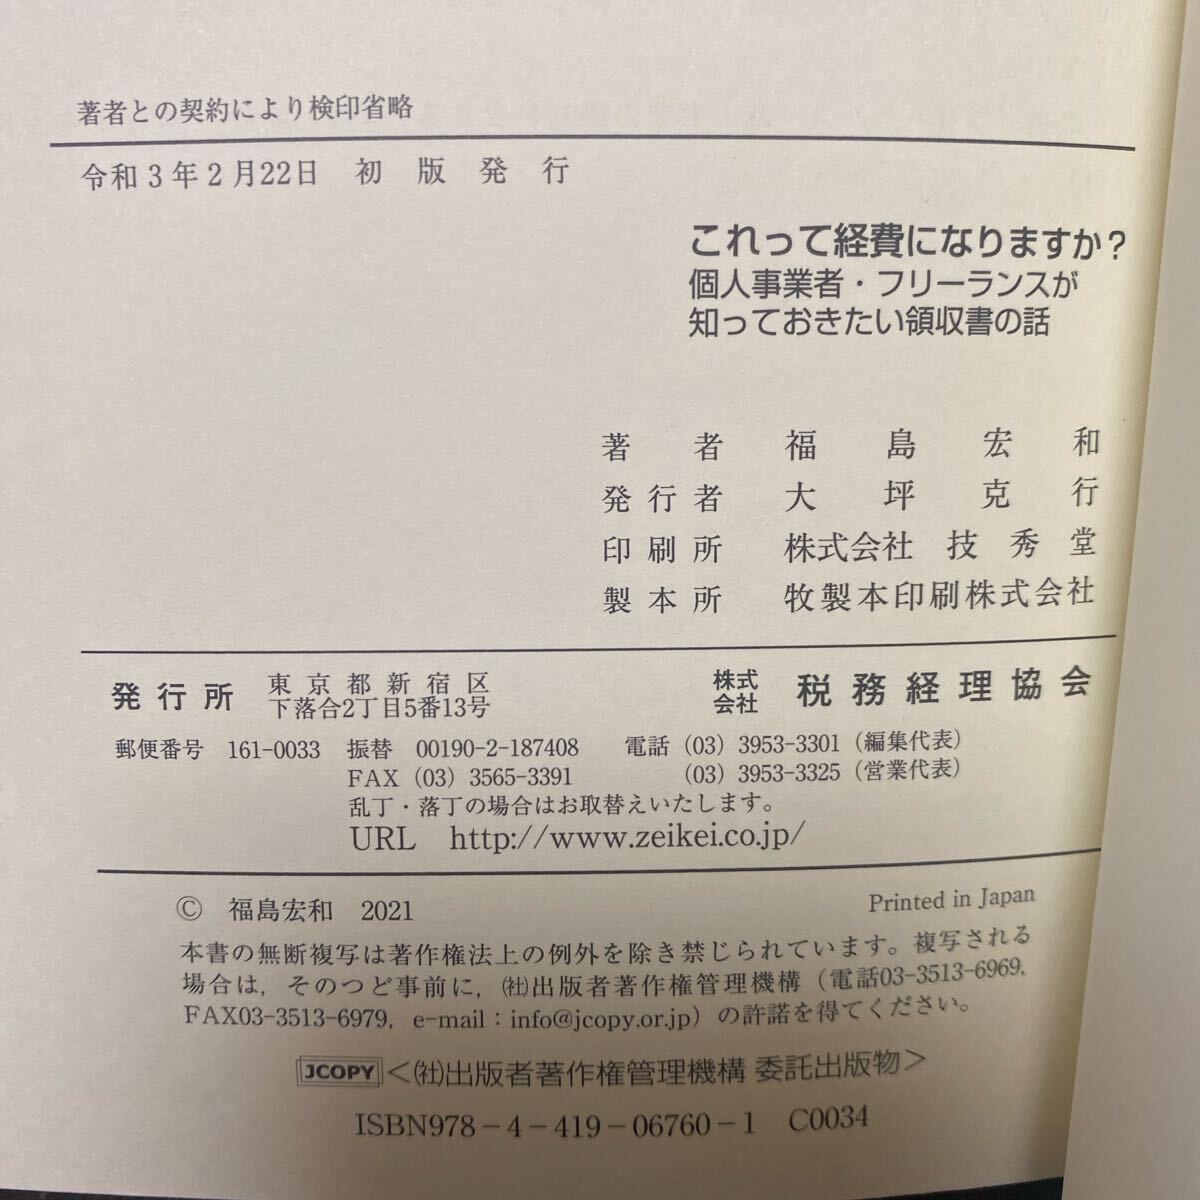 著者との契約により検印省略
令和3年2月22日　初版発行
これって経費になりますか？
個人事業者・フリーランスが
知っておきたい領収書の話
著者　福島宏和
発行者　大坪克行
印刷所　株式会社　技秀堂
製本所　牧製本印刷株式会社
発行所　東京都新宿区下落合2丁目5番13号　株式会社　税務経理協会
郵便番号　161-0033　振替　00190-2-187408　電話（03）3953-3301（編集代表）
FAX（03）3565-3391　（03）3953-3325（営業代表）
乱丁・落丁の場合はお取替えいたします。
URL　http://www.zeikei.co.jp/
©　福島宏和　2021　Printed in Japan
本書の無断複写は著作権法上の例外を除き禁じられています。複写される
場合は，そのつど事前に，㈳出版者著作権管理機構（電話03-3513-6969,
FAX03-3513-6979, e-mail：info@jcopy.or.jp）の許諾を得てください。
JCOPY＜㈳出版者著作権管理機構 委託出版物＞
ISBN978－4－419－06760－1　C0034